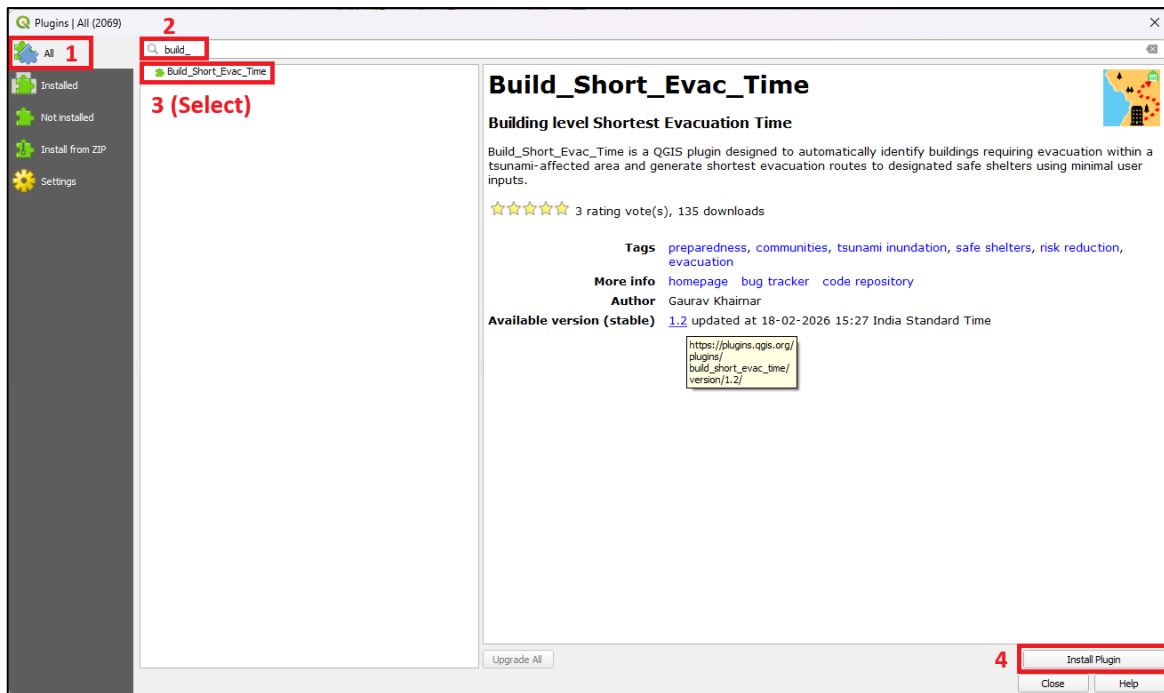 Plugins | All (2069)
2
All 1
build_
Installed
Not installed
Install from ZIP
Settings
Build_Short_Evac_Time
3 (Select)
Build_Short_Evac_Time
Building level Shortest Evacuation Time
Build_Short_Evac_Time is a QGIS plugin designed to automatically identify buildings requiring evacuation within a
tsunami-affected area and generate shortest evacuation routes to designated safe shelters using minimal user
inputs.
3 rating vote(s), 135 downloads
Tags preparedness, communities, tsunami inundation, safe shelters, risk reduction,
evacuation
More info homepage bug tracker code repository
Author Gaurav Khairnar
Available version (stable) 1.2 updated at 18-02-2026 15:27 India Standard Time
https://plugins.qgis.org/
plugins/
build_short_evac_time/
version/1.2/
Upgrade All
4 Install Plugin
Close Help